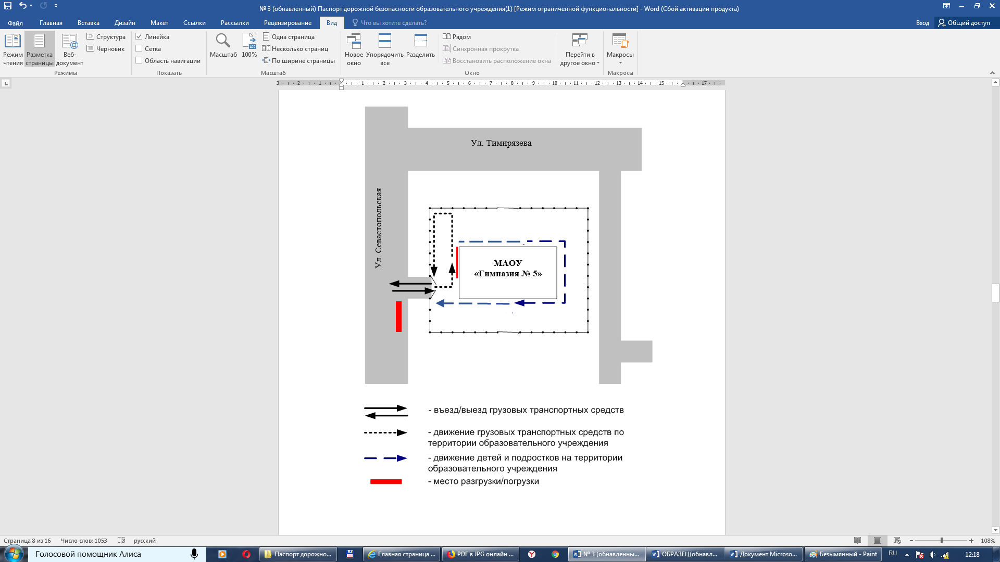 № 3 (обнавленный) Паспорт дорожной безопасности образовательного учреждения(1) [Режим ограниченной функциональности] - Word (Сбой активации продукта)
Файл Главная Вставка Дизайн Макет Ссылки Рассылки Рецензирование Вид Что вы хотите сделать? Вход Общий доступ
Режим чтения
Разметка страницы
Веб-документ
Структура
Черновик
Режимы
Линейка
Сетка
Область навигации
Показать
Масштаб
100
100%
Одна страница
Несколько страниц
По ширине страницы
Масштаб
Новое окно
Упорядочить все
Разделить
Рядом
Синхронная прокрутка
Восстановить расположение окна
Перейти в другое окно
Окно
Макросы
Макросы
3 2 1 1 2 3 4 5 6 7 8 9 10 11 12 13 14 15 17
Ул. Тимирязева
Ул. Севастопольская
МАОУ
«Гимназия № 5»
- въезд/выезд грузовых транспортных средств
- движение грузовых транспортных средств по
территории образовательного учреждения
- движение детей и подростков на территории
образовательного учреждения
- место разгрузки/погрузки
Страница 8 из 16 Число слов: 1053 русский 108%
Голосовой помощник Алиса Паспорт дорожно... Главная страница ... PDF в JPG онлайн ... № 3 (обнавленны... ОБРАЗЕЦ(обнавл... Документ Microso... Безымянный - Paint RU 12:18